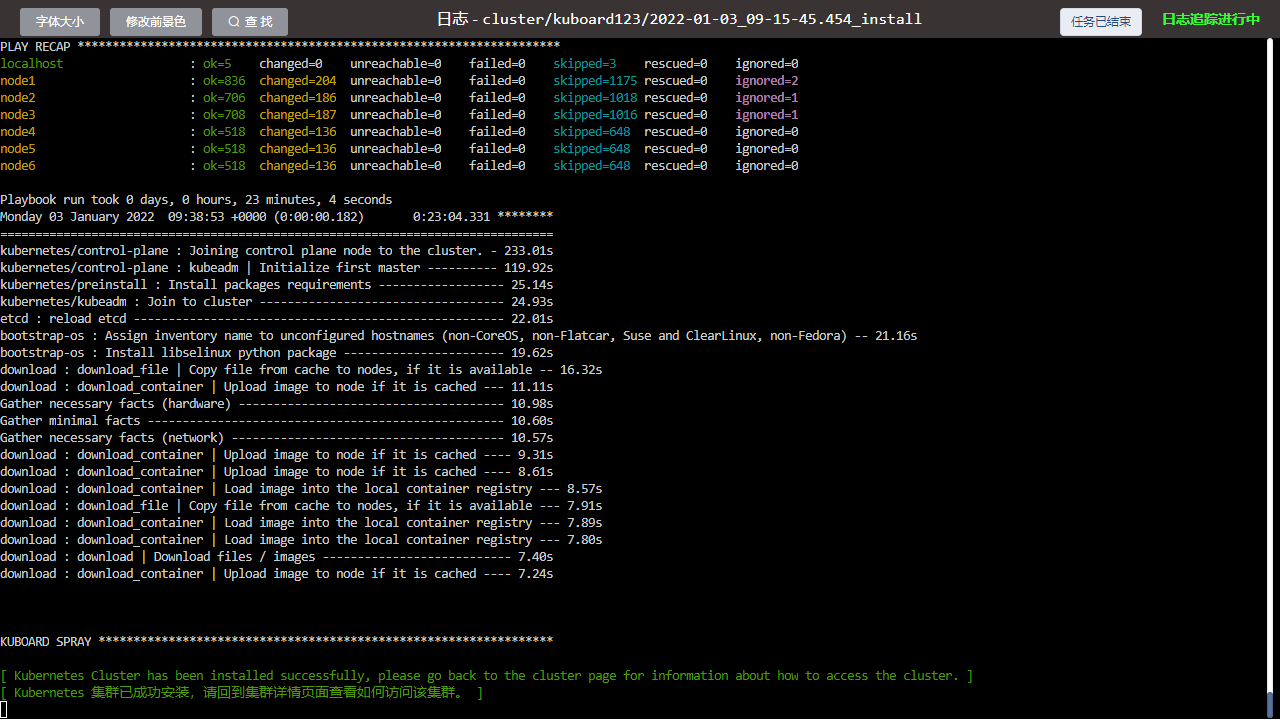 字体大小 修改前景色 查 找 日志 - cluster/kuboard123/2022-01-03_09-15-45.454_install 任务已结束 日志追踪进行中
PLAY RECAP *********************************************************************
localhost : ok=5 changed=0 unreachable=0 failed=0 skipped=3 rescued=0 ignored=0
node1 : ok=836 changed=204 unreachable=0 failed=0 skipped=1175 rescued=0 ignored=2
node2 : ok=706 changed=186 unreachable=0 failed=0 skipped=1018 rescued=0 ignored=1
node3 : ok=708 changed=187 unreachable=0 failed=0 skipped=1016 rescued=0 ignored=1
node4 : ok=518 changed=136 unreachable=0 failed=0 skipped=648 rescued=0 ignored=0
node5 : ok=518 changed=136 unreachable=0 failed=0 skipped=648 rescued=0 ignored=0
node6 : ok=518 changed=136 unreachable=0 failed=0 skipped=648 rescued=0 ignored=0
Playbook run took 0 days, 0 hours, 23 minutes, 4 seconds
Monday 03 January 2022 09:38:53 +0000 (0:00:00.182) 0:23:04.331 ********
===============================================================================
kubernetes/control-plane : Joining control plane node to the cluster. - 233.01s
kubernetes/control-plane : kubeadm | Initialize first master ---------- 119.92s
kubernetes/preinstall : Install packages requirements ------------------ 25.14s
kubernetes/kubeadm : Join to cluster ----------------------------------- 24.93s
etcd : reload etcd ----------------------------------------------------- 22.01s
bootstrap-os : Assign inventory name to unconfigured hostnames (non-CoreOS, non-Flatcar, Suse and ClearLinux, non-Fedora) -- 21.16s
bootstrap-os : Install libselinux python package ----------------------- 19.62s
download : download_file | Copy file from cache to nodes, if it is available -- 16.32s
download : download_container | Upload image to node if it is cached --- 11.11s
Gather necessary facts (hardware) -------------------------------------- 10.98s
Gather minimal facts --------------------------------------------------- 10.60s
Gather necessary facts (network) --------------------------------------- 10.57s
download : download_container | Upload image to node if it is cached ---- 9.31s
download : download_container | Upload image to node if it is cached ---- 8.61s
download : download_container | Load image into the local container registry --- 8.57s
download : download_file | Copy file from cache to nodes, if it is available --- 7.91s
download : download_container | Load image into the local container registry --- 7.89s
download : download_container | Load image into the local container registry --- 7.80s
download : download | Download files / images --------------------------- 7.40s
download : download_container | Upload image to node if it is cached ---- 7.24s
KUBOARD SPRAY *****************************************************************
[ Kubernetes Cluster has been installed successfully, please go back to the cluster page for information about how to access the cluster. ]
[ Kubernetes 集群已成功安装，请回到集群详情页面查看如何访问该集群。 ]